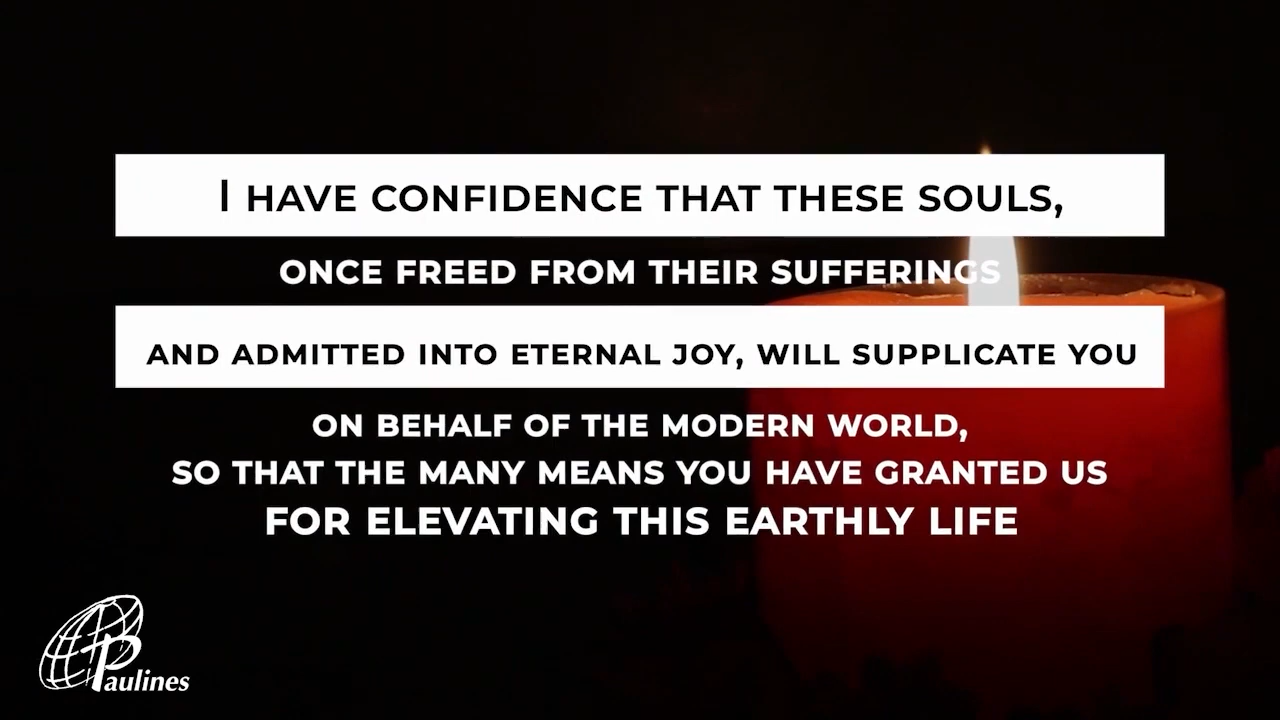 I HAVE CONFIDENCE THAT THESE SOULS,
ONCE FREED FROM THEIR SUFFERINGS
AND ADMITTED INTO ETERNAL JOY, WILL SUPPLICATE YOU
ON BEHALF OF THE MODERN WORLD,
SO THAT THE MANY MEANS YOU HAVE GRANTED US
FOR ELEVATING THIS EARTHLY LIFE
Paulines